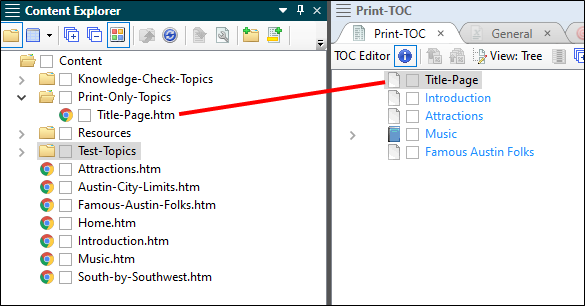 Content Explorer
Content
Knowledge-Check-Topics
Print-Only-Topics
Title-Page.htm
Resources
Test-Topics
Attractions.htm
Austin-City-Limits.htm
Famous-Austin-Folks.htm
Home.htm
Introduction.htm
Music.htm
South-by-Southwest.htm
Print-TOC
Print-TOC General
TOC Editor View: Tree
Title-Page
Introduction
Attractions
Music
Famous Austin Folks